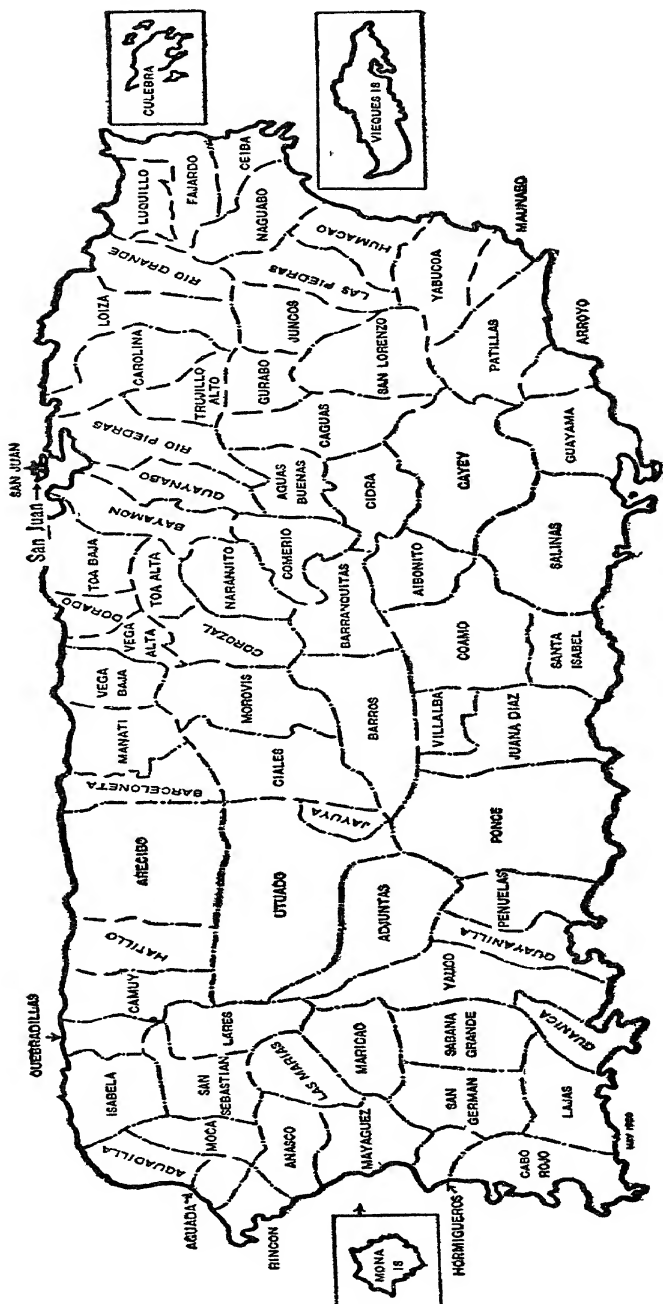 SAN JUAN
San Juan
QUEBRADILLAS
CULEBRA
ISABELA
CAMUY
HATILLO
ARECIBO
BARCELONETA
MANATI
VEGA
BAJA
VEGA
ALTA
DORADO
TOA BAJA
TOA ALTA
BAYAMON
GUAYNABO
RIO PIEDRAS
CAROLINA
TRUJILLO
ALTO
LOIZA
RIO GRANDE
LUQUILLO
FAJARDO
CEIBA
NAGUABO
AGUADILLA
AGUADA
MOCA
SAN
SEBASTIAN
LARES
UTUADO
CIALES
MOROVIS
COROZAL
NARANJITO
COMERIO
AGUAS
BUENAS
GURABO
JUNCOS
LAS PIEDRAS
HUMACAO
VIEQUES IS
RINCON
ANASCO
LAS MARIAS
MAYAGUEZ
MARICAO
ADJUNTAS
JAYUYA
BARROS
BARRANQUITAS
CIDRA
CAGUAS
SAN LORENZO
YABUCOA
MONA
IS
HORMIGUEROS
SAN
GERMAN
SABANA
GRANDE
YAUCO
GUAYANILLA
PENUELAS
PONCE
VILLALBA
JUANA DIAZ
COAMO
AIBONITO
CAYEY
PATILLAS
MAUNABO
CABO
ROJO
LAJAS
GUANICA
SANTA
ISABEL
SALINAS
GUAYAMA
ARROYO